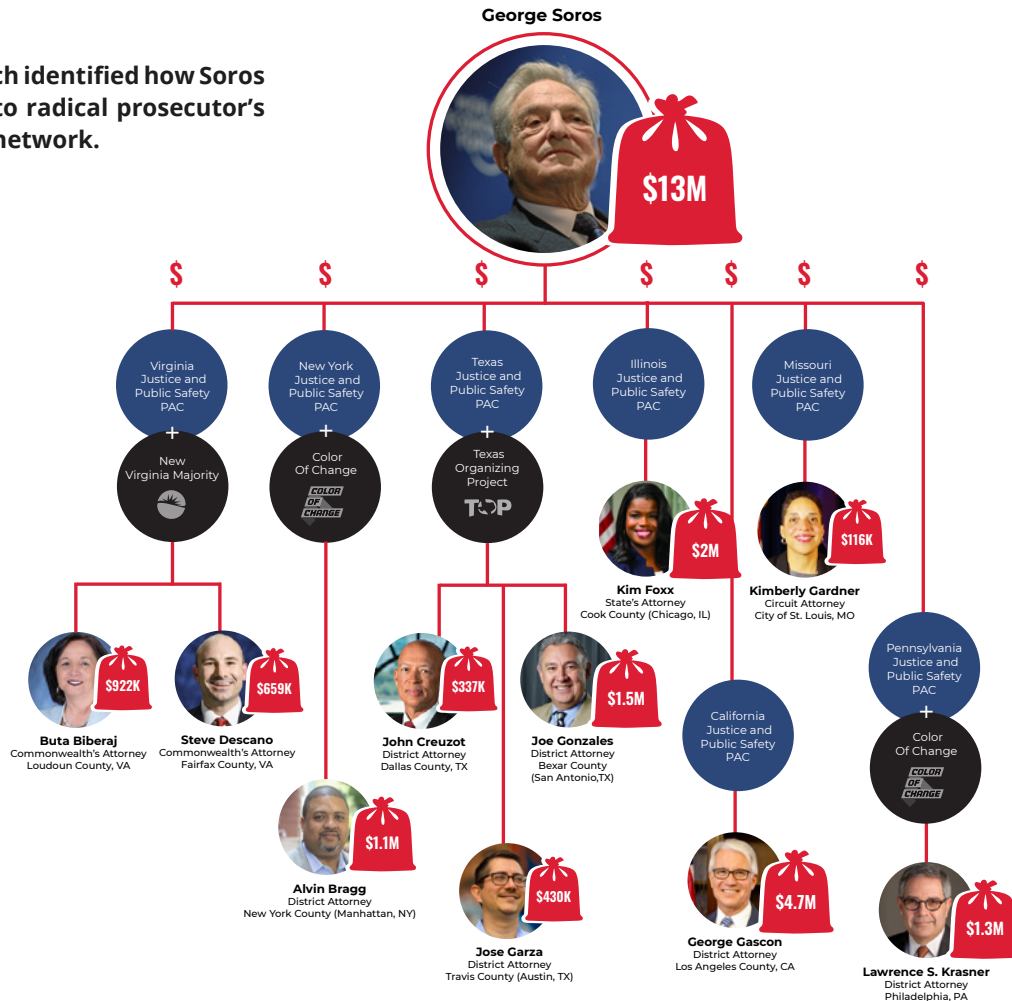 George Soros
th identified how Soros
to radical prosecutor's
network.
$13M
$ $ $ $ $ $ $
Virginia
Justice and
Public Safety
PAC
+
New
Virginia Majority
New York
Justice and
Public Safety
PAC
+
Color
Of Change
COLOR
OF
CHANGE
Texas
Justice and
Public Safety
PAC
+
Texas
Organizing
Project
TOP
Illinois
Justice and
Public Safety
PAC
Missouri
Justice and
Public Safety
PAC
$2M
Kim Foxx
State's Attorney
Cook County (Chicago, IL)
$116K
Kimberly Gardner
Circuit Attorney
City of St. Louis, MO
$922K
Buta Biberaj
Commonwealth's Attorney
Loudoun County, VA
$659K
Steve Descano
Commonwealth's Attorney
Fairfax County, VA
$337K
John Creuzot
District Attorney
Dallas County, TX
$1.5M
Joe Gonzales
District Attorney
Bexar County
(San Antonio,TX)
California
Justice and
Public Safety
PAC
Pennsylvania
Justice and
Public Safety
PAC
+
Color
Of Change
COLOR
OF
CHANGE
$1.1M
Alvin Bragg
District Attorney
New York County (Manhattan, NY)
$430K
Jose Garza
District Attorney
Travis County (Austin, TX)
$4.7M
George Gascon
District Attorney
Los Angeles County, CA
$1.3M
Lawrence S. Krasner
District Attorney
Philadelphia, PA